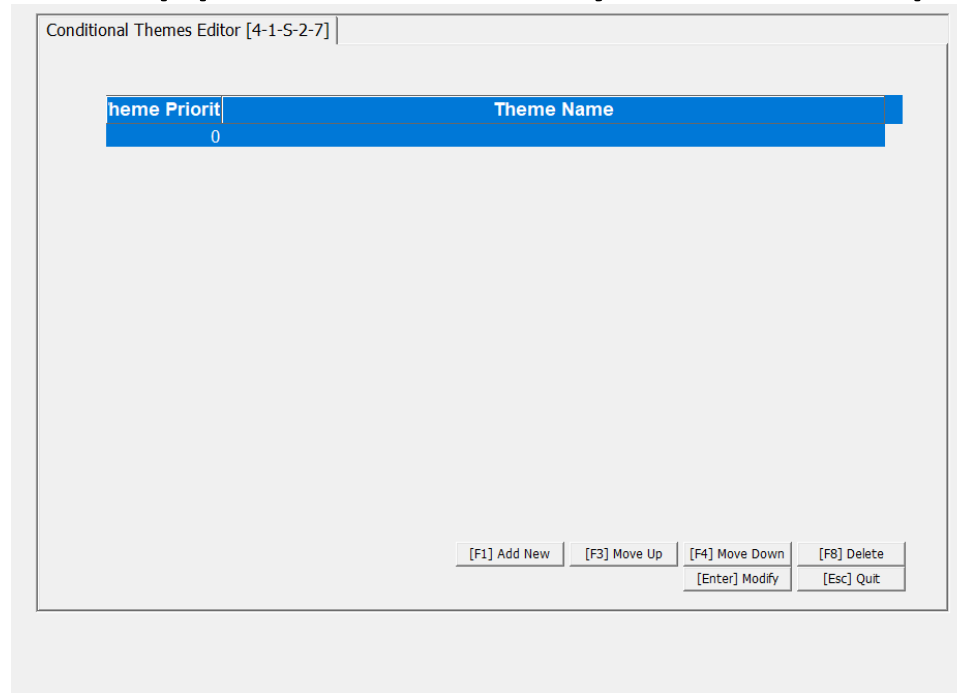 Conditional Themes Editor [4-1-S-2-7]
heme Priorit Theme Name
0
[F1] Add New [F3] Move Up [F4] Move Down [F8] Delete
[Enter] Modify [Esc] Quit